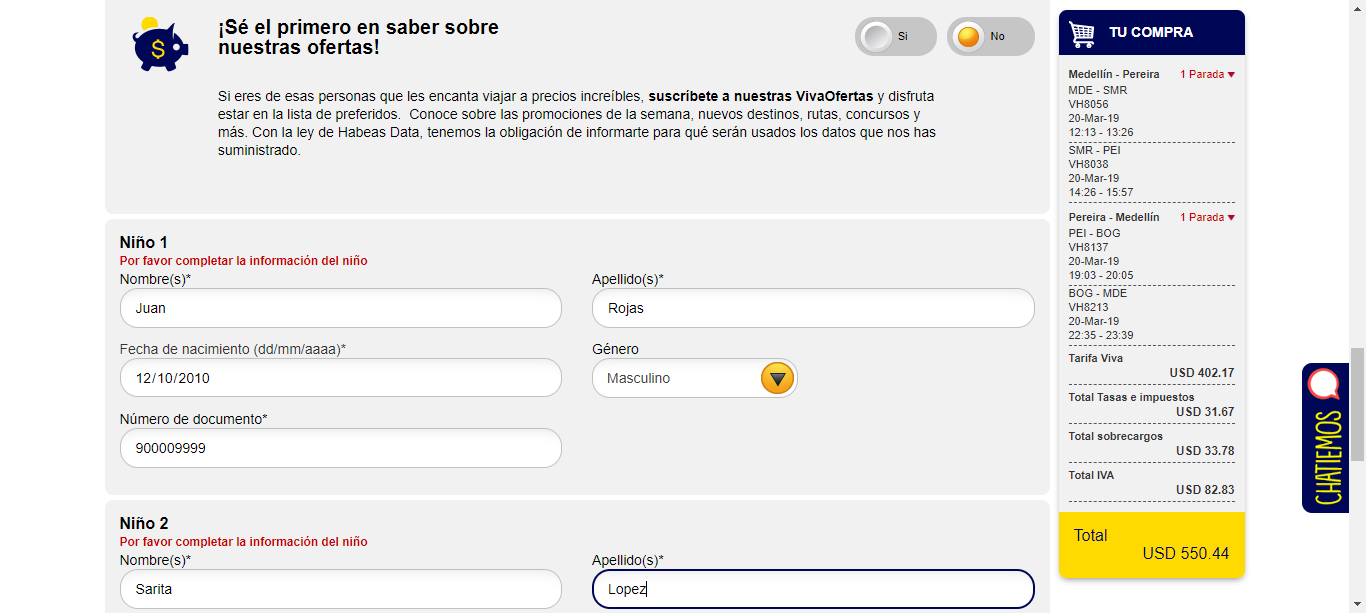 ¡Sé el primero en saber sobre
nuestras ofertas!
Si
No
Si eres de esas personas que les encanta viajar a precios increíbles, suscríbete a nuestras VivaOfertas y disfruta
estar en la lista de preferidos. Conoce sobre las promociones de la semana, nuevos destinos, rutas, concursos y
más. Con la ley de Habeas Data, tenemos la obligación de informarte para qué serán usados los datos que nos has
suministrado.
Niño 1
Por favor completar la información del niño
Nombre(s)*
Apellido(s)*
Juan
Rojas
Fecha de nacimiento (dd/mm/aaaa)*
Género
12/10/2010
Masculino
Número de documento*
900009999
Niño 2
Por favor completar la información del niño
Nombre(s)*
Apellido(s)*
Sarita
Lopez
TU COMPRA
Medellín - Pereira 1 Parada
MDE - SMR
VH8056
20-Mar-19
12:13 - 13:26
SMR - PEI
VH8038
20-Mar-19
14:26 - 15:57
Pereira - Medellín 1 Parada
PEI - BOG
VH8137
20-Mar-19
19:03 - 20:05
BOG - MDE
VH8213
20-Mar-19
22:35 - 23:39
Tarifa Viva
USD 402.17
Total Tasas e impuestos
USD 31.67
Total sobrecargos
USD 33.78
Total IVA
USD 82.83
Total
USD 550.44
CHATIEMOS